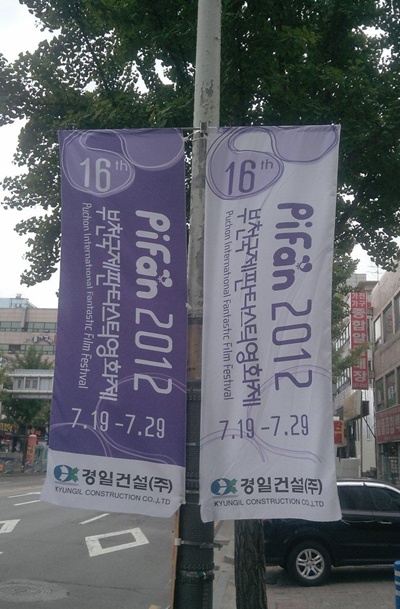 16th
PiFan 2012
부천국제판타스틱영화제
Puchon International Fantastic Film Festival
7.19 - 7.29
경일건설(주)
KYUNGIL CONSTRUCTION CO.,LTD
16th
PiFan 2012
부천국제판타스틱영화제
Puchon International Fantastic Film Festival
7.19 - 7.29
경일건설(주)
KYUNGIL CONSTRUCTION CO.,LTD